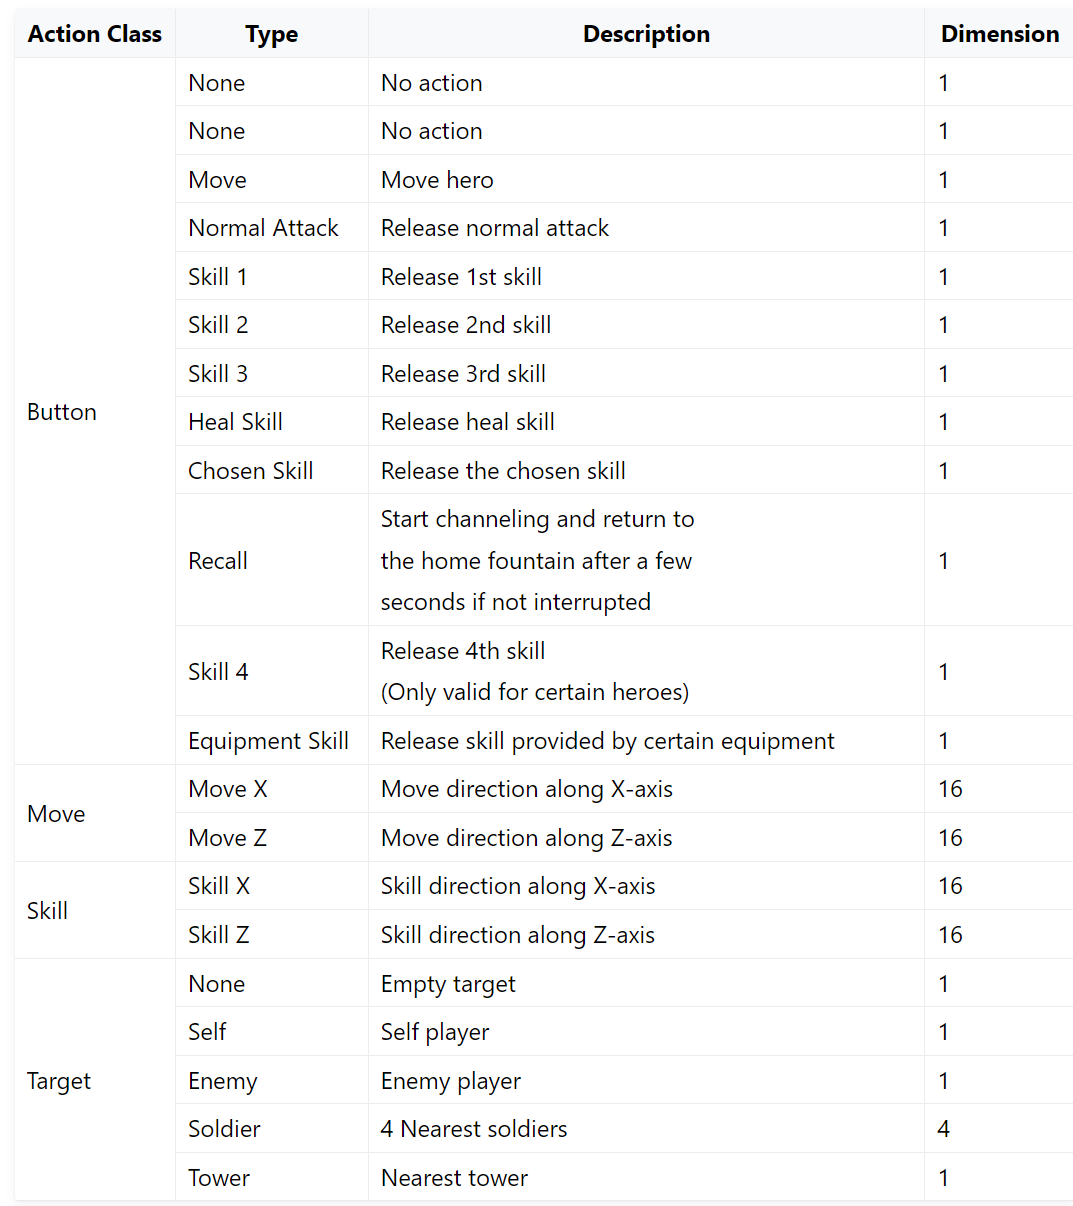 Action Class Type Description Dimension
None No action 1
None No action 1
Move Move hero 1
Normal Attack Release normal attack 1
Skill 1 Release 1st skill 1
Skill 2 Release 2nd skill 1
Skill 3 Release 3rd skill 1
Button
Heal Skill Release heal skill 1
Chosen Skill Release the chosen skill 1
Start channeling and return to
Recall the home fountain after a few 1
seconds if not interrupted
Release 4th skill
Skill 4 1
(Only valid for certain heroes)
Equipment Skill Release skill provided by certain equipment 1
Move X Move direction along X-axis 16
Move
Move Z Move direction along Z-axis 16
Skill X Skill direction along X-axis 16
Skill
Skill Z Skill direction along Z-axis 16
None Empty target 1
Self Self player 1
Target Enemy Enemy player 1
Soldier 4 Nearest soldiers 4
Tower Nearest tower 1